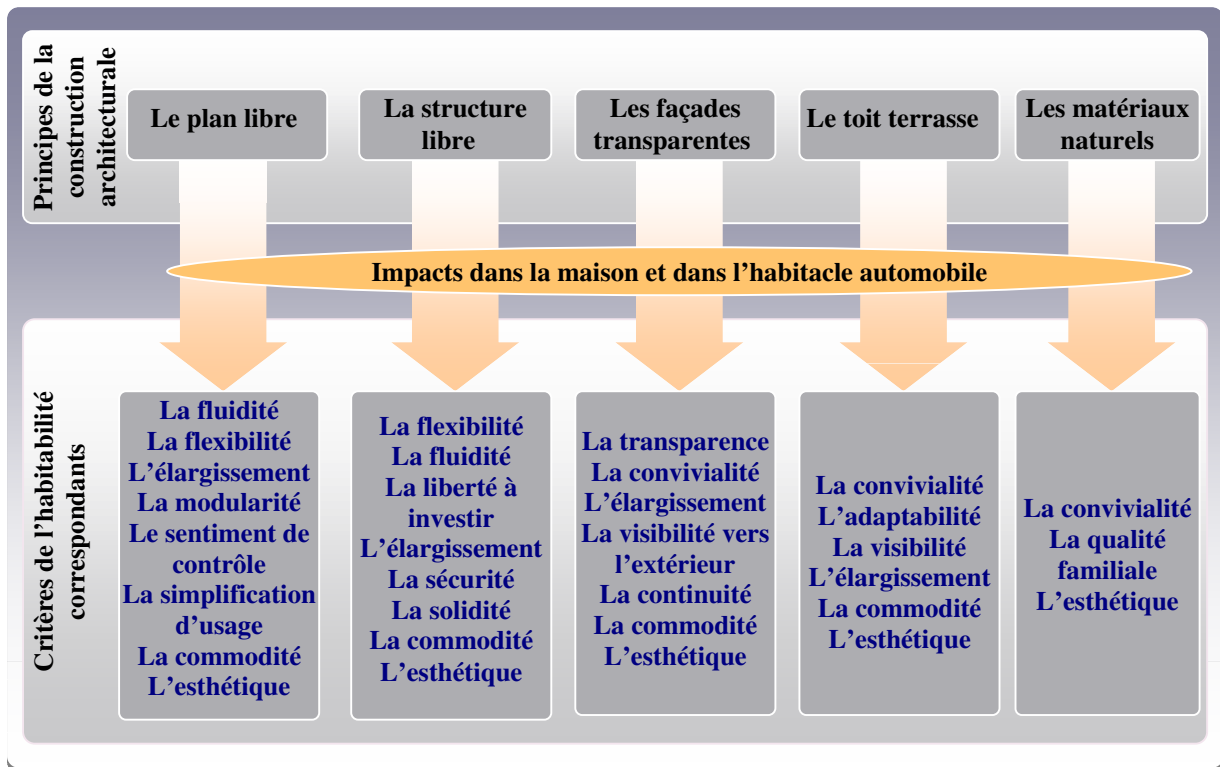 Principes de la
construction
architecturale
Le plan libre
La structure
libre
Les façades
transparentes
Le toit terrasse
Les matériaux
naturels
Impacts dans la maison et dans l’habitacle automobile
Critères de l’habitabilité
correspondants
La fluidité
La flexibilité
L’élargissement
La modularité
Le sentiment de
contrôle
La simplification
d’usage
La commodité
L’esthétique
La flexibilité
La fluidité
La liberté à
investir
L’élargissement
La sécurité
La solidité
La commodité
L’esthétique
La transparence
La convivialité
L’élargissement
La visibilité vers
l’extérieur
La continuité
La commodité
L’esthétique
La convivialité
L’adaptabilité
La visibilité
L’élargissement
La commodité
L’esthétique
La convivialité
La qualité
familiale
L’esthétique